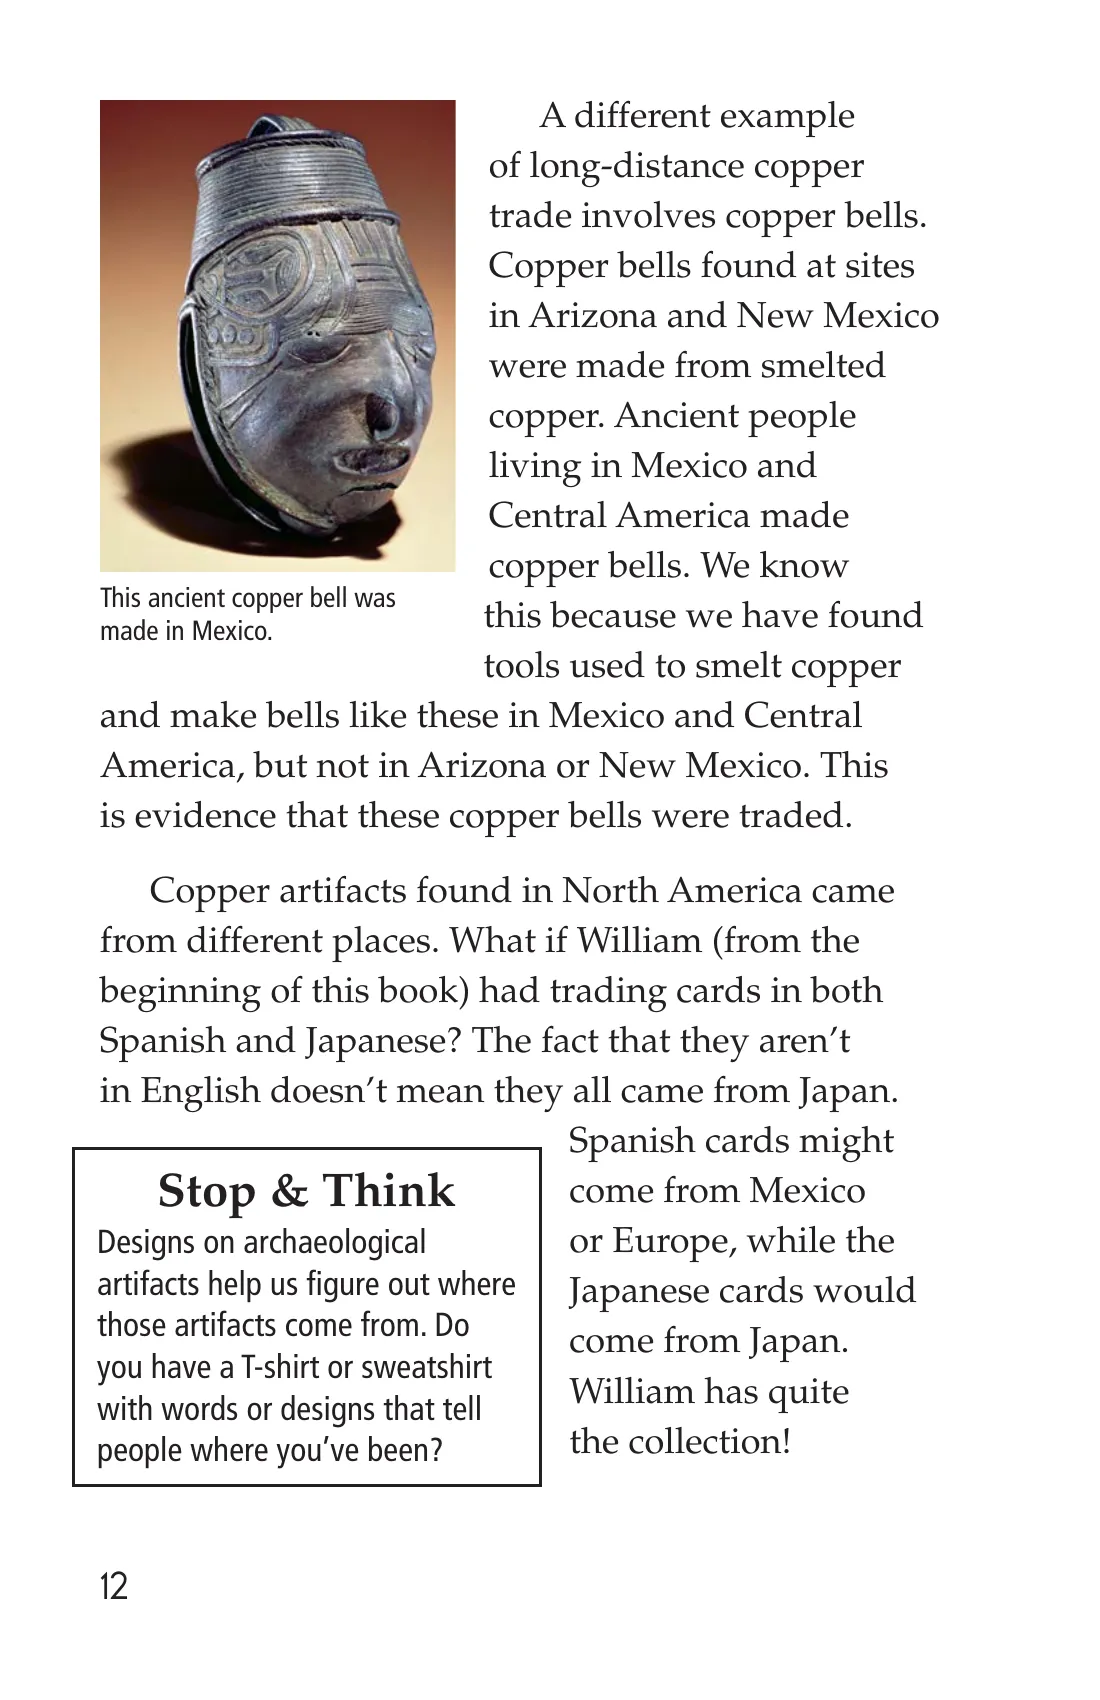 A different example
of long-distance copper
trade involves copper bells.
Copper bells found at sites
in Arizona and New Mexico
were made from smelted
copper. Ancient people
living in Mexico and
Central America made
copper bells. We know
this because we have found
tools used to smelt copper
and make bells like these in Mexico and Central
America, but not in Arizona or New Mexico. This
is evidence that these copper bells were traded.
This ancient copper bell was
made in Mexico.
Copper artifacts found in North America came
from different places. What if William (from the
beginning of this book) had trading cards in both
Spanish and Japanese? The fact that they aren’t
in English doesn’t mean they all came from Japan.
Spanish cards might
come from Mexico
or Europe, while the
Japanese cards would
come from Japan.
William has quite
the collection!
Stop & Think
Designs on archaeological
artifacts help us figure out where
those artifacts come from. Do
you have a T-shirt or sweatshirt
with words or designs that tell
people where you’ve been?
12